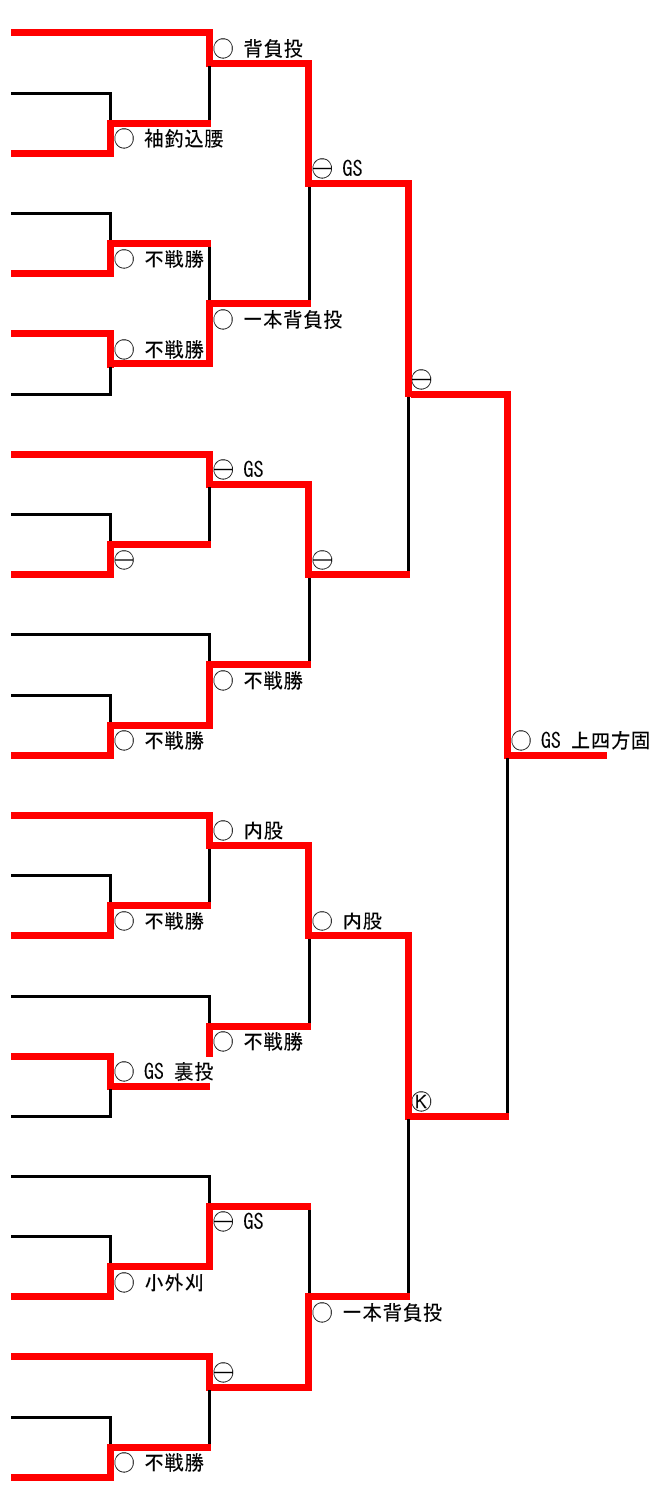 ○ 背負投
○ 袖釣込腰
⊖ GS
○ 不戦勝
○ 一本背負投
○ 不戦勝
⊖
⊖ GS
⊖
⊖
○ 不戦勝
○ 不戦勝
○ GS 上四方固
○ 内股
○ 不戦勝
○ 内股
○ 不戦勝
○ GS 裏投
Ⓚ
⊖ GS
○ 小外刈
○ 一本背負投
⊖
○ 不戦勝